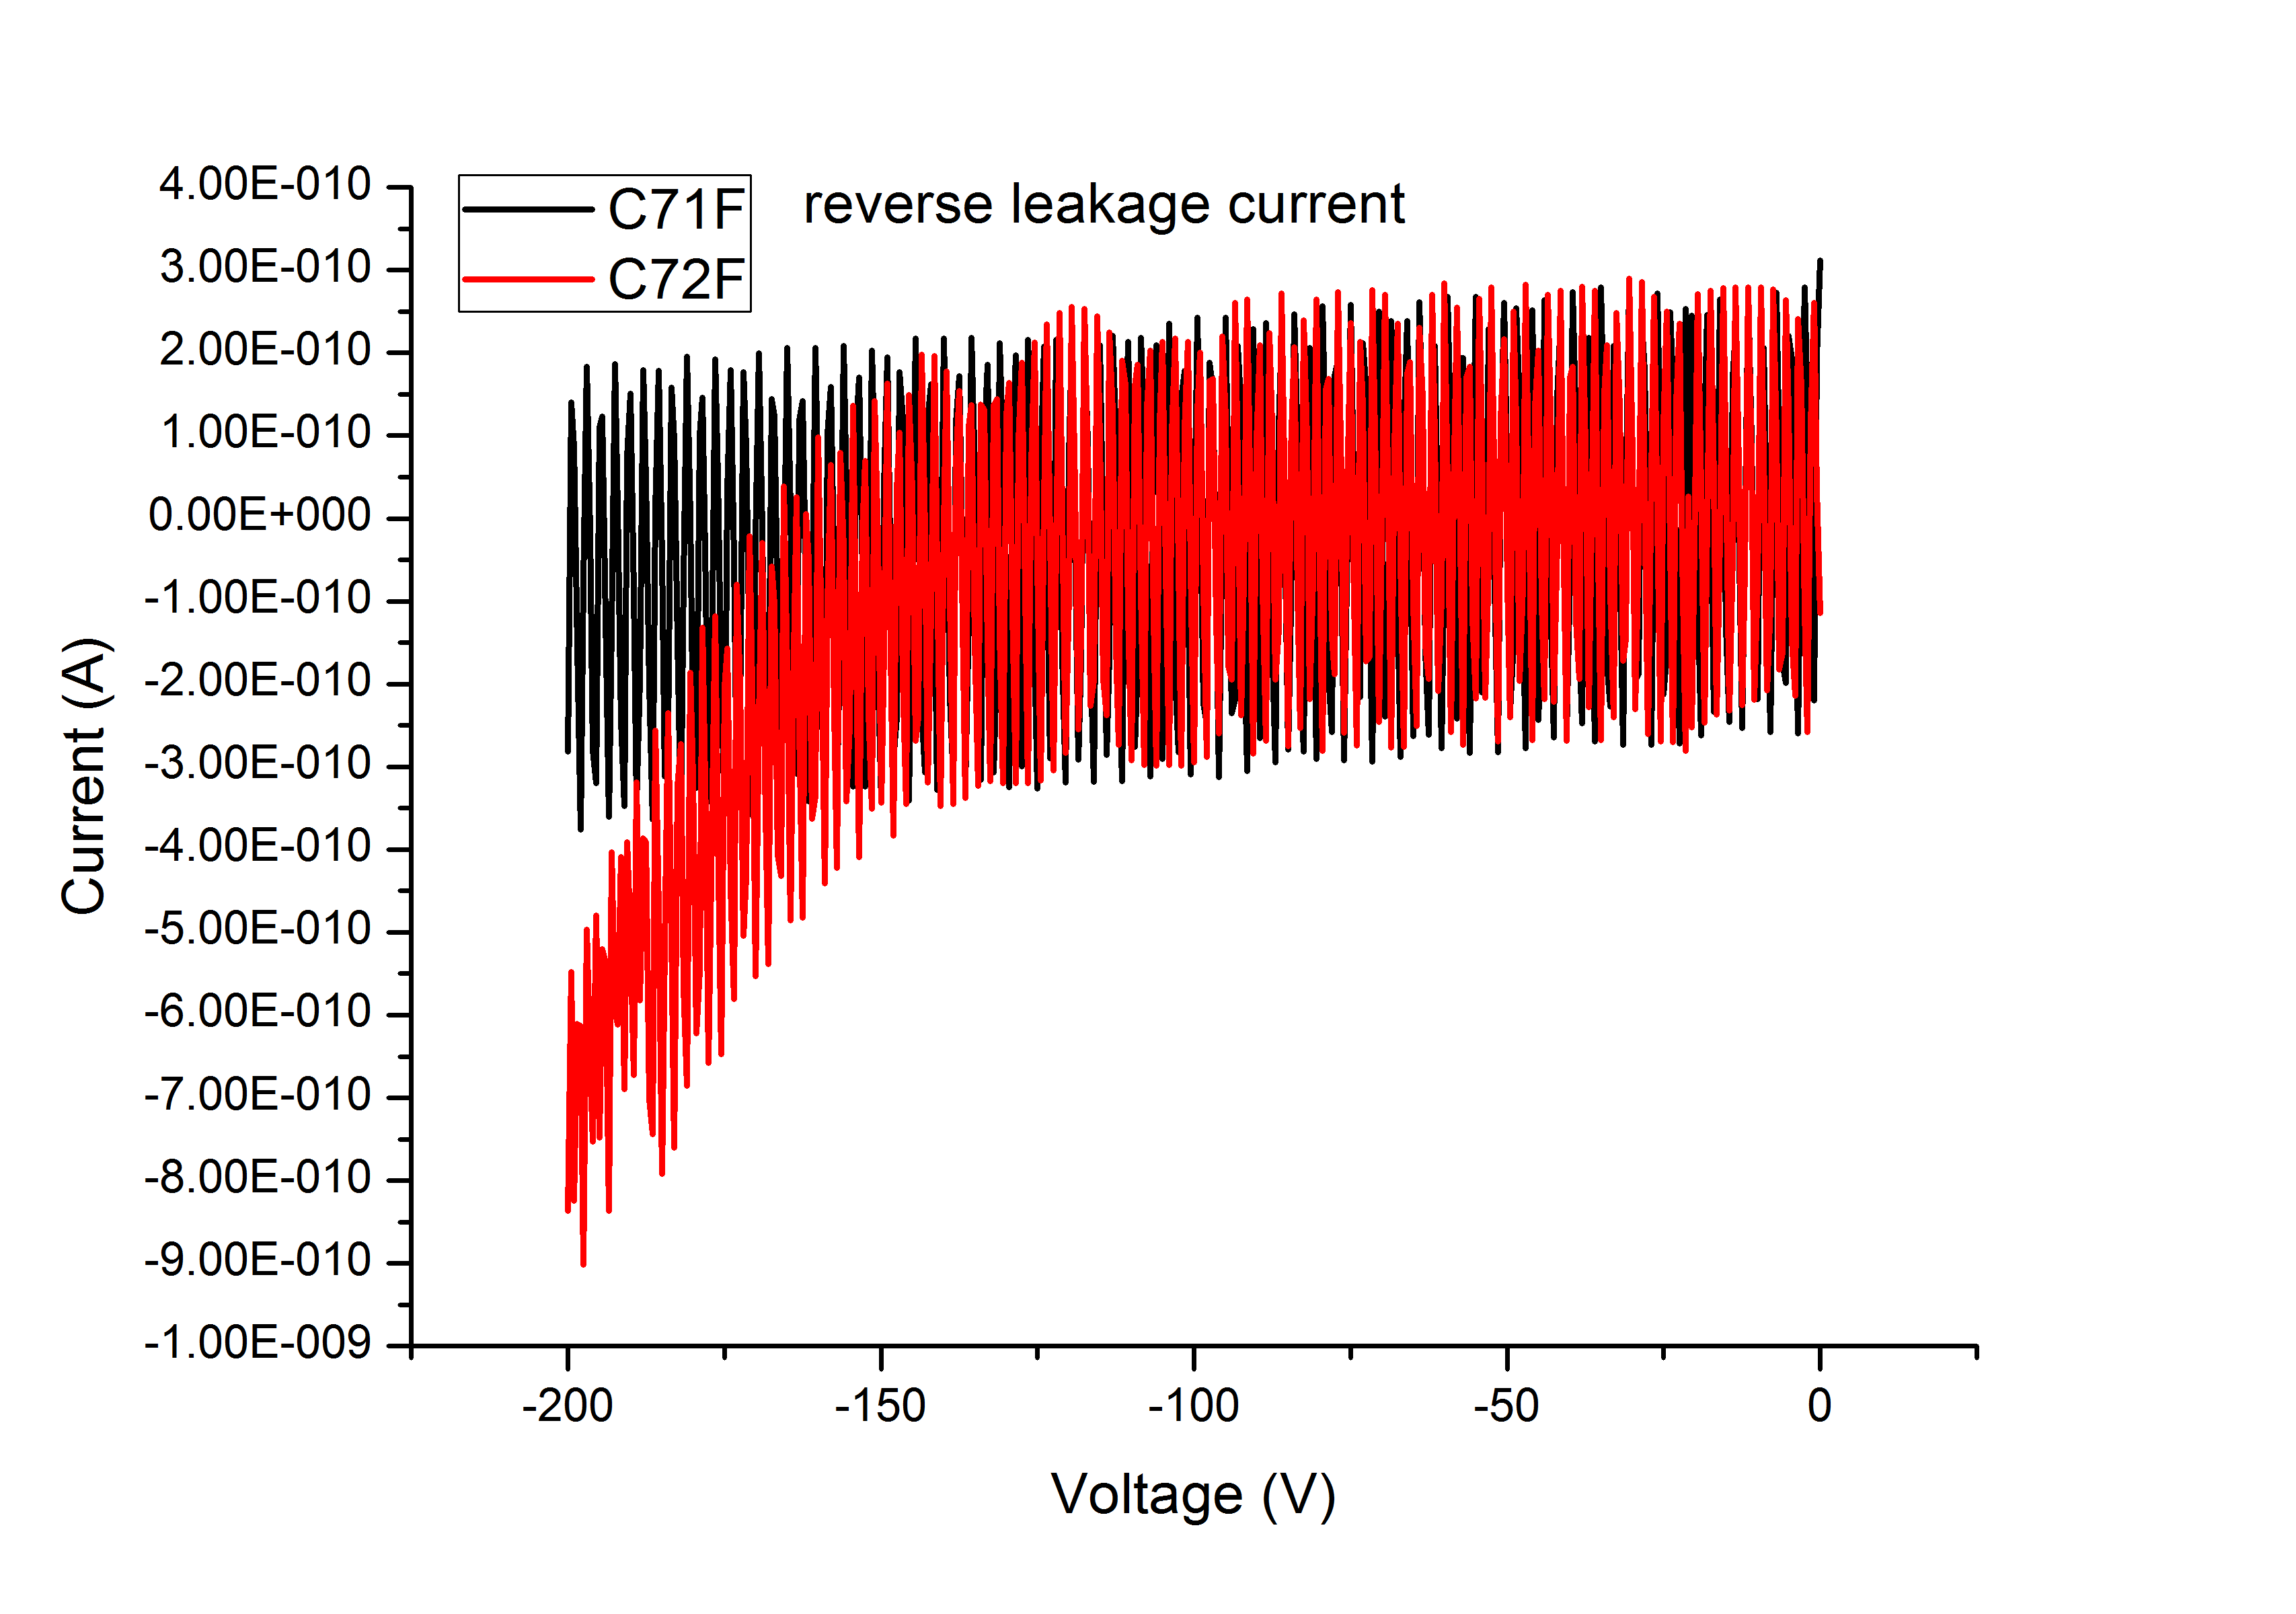 reverse leakage current
C71F
C72F
4.00E-010
3.00E-010
2.00E-010
1.00E-010
0.00E+000
-1.00E-010
-2.00E-010
-3.00E-010
-4.00E-010
-5.00E-010
-6.00E-010
-7.00E-010
-8.00E-010
-9.00E-010
-1.00E-009
Current (A)
-200
-150
-100
-50
0
Voltage (V)